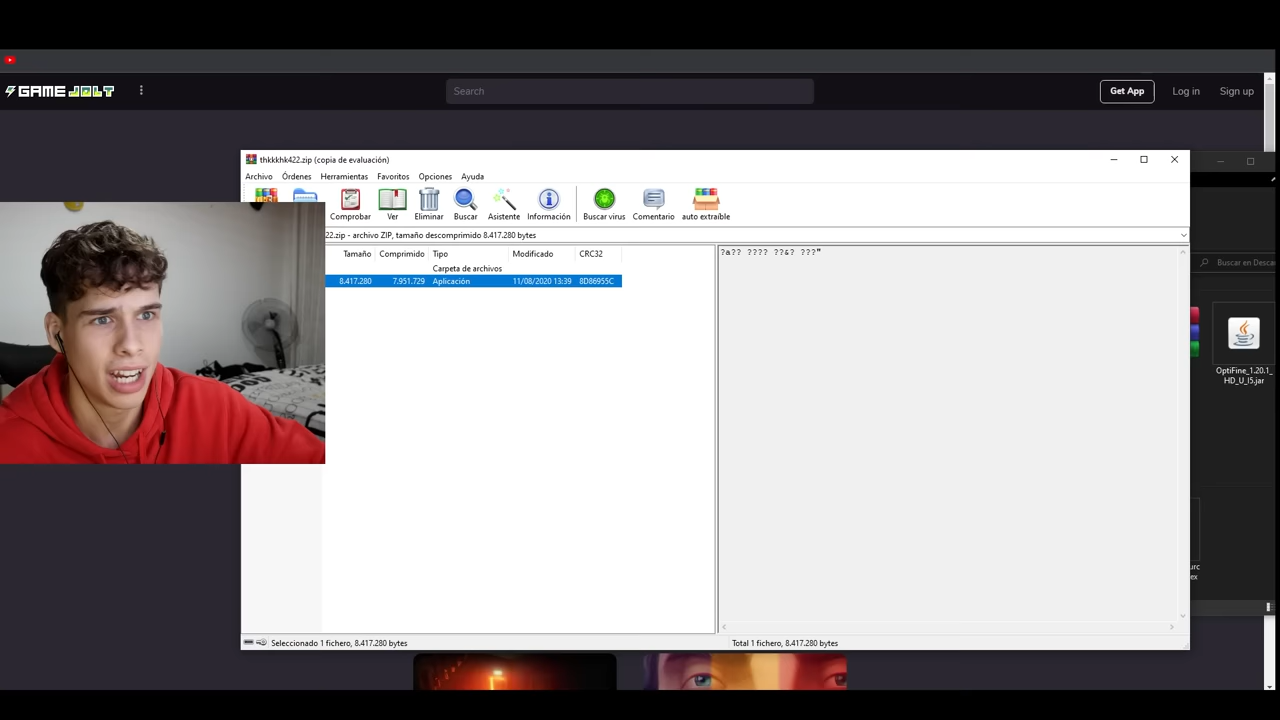 GAME JOLT
Search
Get App
Log in
Sign up
thkkkhk422.zip (copia de evaluación)
Archivo Órdenes Herramientas Favoritos Opciones Ayuda
Comprobar Ver Eliminar Buscar Asistente Información Buscar virus Comentario auto extraíble
22.zip - archivo ZIP, tamaño descomprimido 8.417.280 bytes
Tamaño Comprimido Tipo Modificado CRC32
Carpeta de archivos
8.417.280 7.951.729 Aplicación 11/08/2020 13:39 8D86955C
?a?? ???? ??&? ???"
Buscar en Descar
OptiFine_1.20.1_
HD_U_I5.jar
urc
ex
Seleccionado 1 fichero, 8.417.280 bytes
Total 1 fichero, 8.417.280 bytes